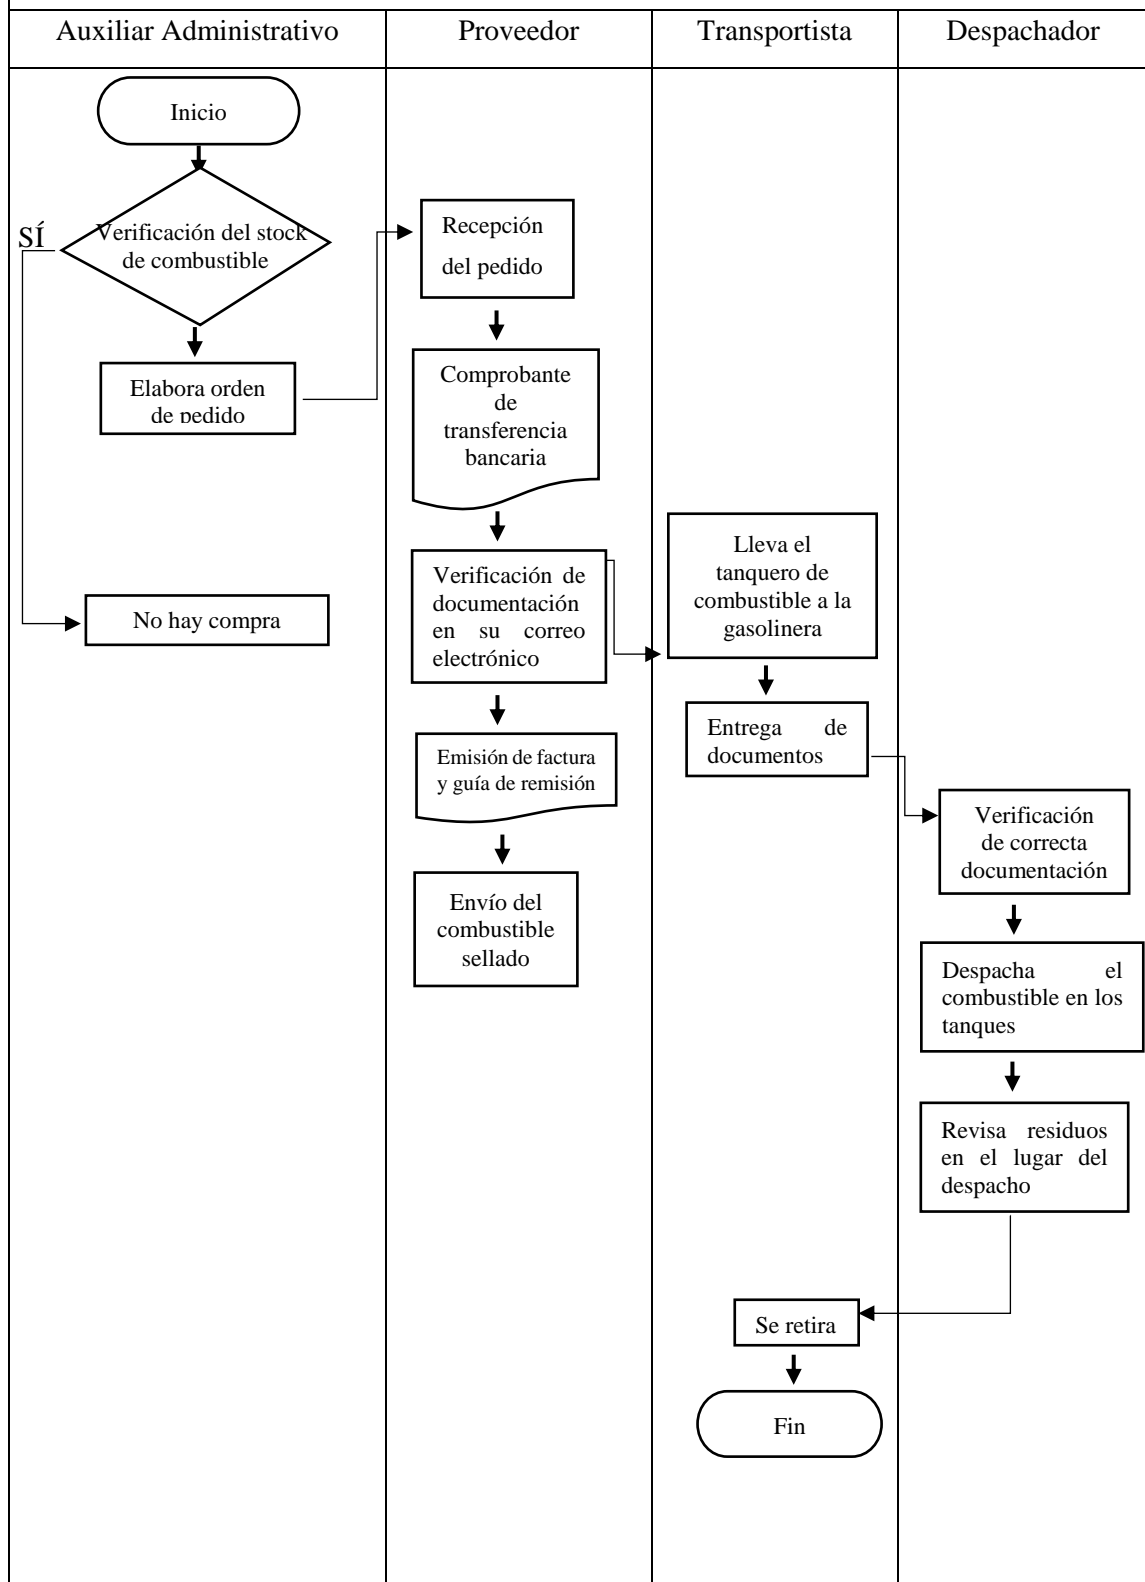 Auxiliar Administrativo
Proveedor
Transportista
Despachador
Inicio
SÍ
Verificación del stock
de combustible
Elabora orden
de pedido
No hay compra
Recepción
del pedido
Comprobante
de
transferencia
bancaria
Verificación de
documentación
en su correo
electrónico
Emisión de factura
y guía de remisión
Envío del
combustible
sellado
Lleva el
tanquero de
combustible a la
gasolinera
Entrega de
documentos
Verificación
de correcta
documentación
Despacha el
combustible en los
tanques
Revisa residuos
en el lugar del
despacho
Se retira
Fin